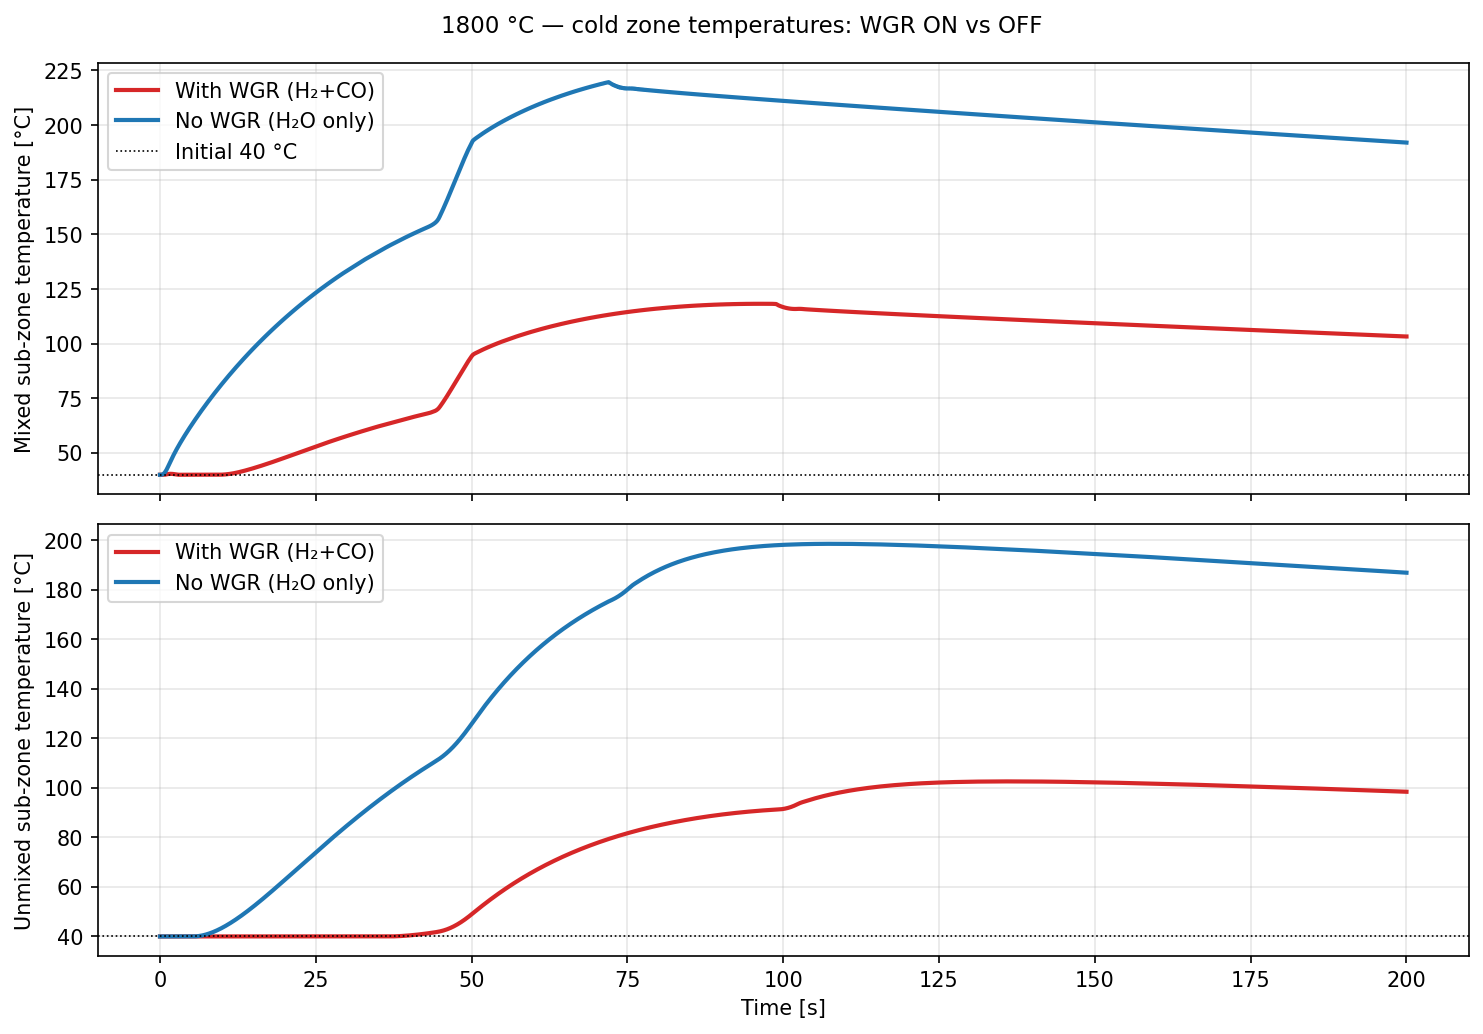 1800 °C — cold zone temperatures: WGR ON vs OFF
Mixed sub-zone temperature [°C]
225
200
175
150
125
100
75
50
With WGR (H₂+CO)
No WGR (H₂O only)
Initial 40 °C
Unmixed sub-zone temperature [°C]
200
180
160
140
120
100
80
60
40
With WGR (H₂+CO)
No WGR (H₂O only)
0 25 50 75 100 125 150 175 200
Time [s]